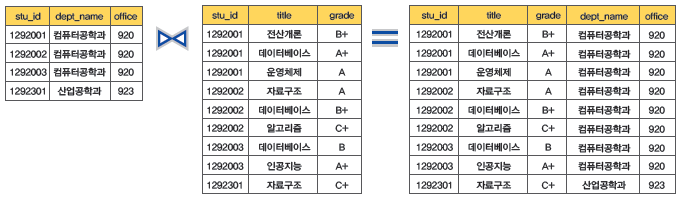 stu_id dept_name office
1292001 컴퓨터공학과 920
1292002 컴퓨터공학과 920
1292003 컴퓨터공학과 920
1292301 산업공학과 923
stu_id title grade
1292001 전산개론 B+
1292001 데이터베이스 A+
1292001 운영체제 A
1292002 자료구조 A
1292002 데이터베이스 B+
1292002 알고리즘 C+
1292003 데이터베이스 B
1292003 인공지능 A+
1292301 자료구조 C+
stu_id title grade dept_name office
1292001 전산개론 B+ 컴퓨터공학과 920
1292001 데이터베이스 A+ 컴퓨터공학과 920
1292001 운영체제 A 컴퓨터공학과 920
1292002 자료구조 A 컴퓨터공학과 920
1292002 데이터베이스 B+ 컴퓨터공학과 920
1292002 알고리즘 C+ 컴퓨터공학과 920
1292003 데이터베이스 B 컴퓨터공학과 920
1292003 인공지능 A+ 컴퓨터공학과 920
1292301 자료구조 C+ 산업공학과 923